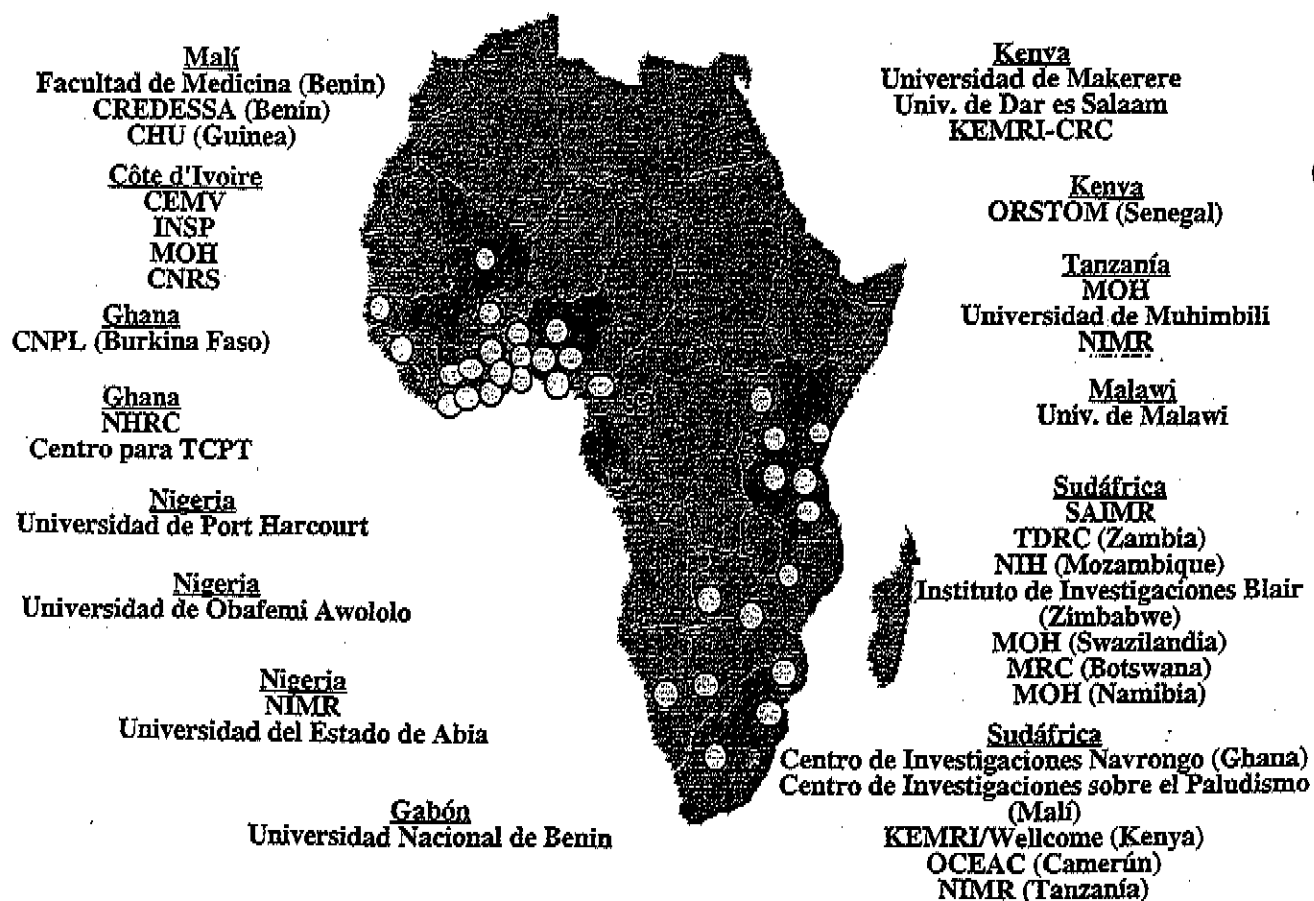 Malí
Facultad de Medicina (Benin)
CREDESSA (Benin)
CHU (Guinea)
Côte d'Ivoire
CEMV
INSP
MOH
CNRS
Ghana
CNPL (Burkina Faso)
Ghana
NHRC
Centro para TCPT
Nigeria
Universidad de Port Harcourt
Nigeria
Universidad de Obafemi Awololo
Nigeria
NIMR
Universidad del Estado de Abia
Gabón
Universidad Nacional de Benin
Kenya
Universidad de Makerere
Univ. de Dar es Salaam
KEMRI-CRC
Kenya
ORSTOM (Senegal)
Tanzanía
MOH
Universidad de Muhimbili
NIMR
Malawi
Univ. de Malawi
Sudáfrica
SAIMR
TDRC (Zambia)
NIH (Mozambique)
Instituto de Investigaciones Blair
(Zimbabwe)
MOH (Swazilandia)
MRC (Botswana)
MOH (Namibia)
Sudáfrica
Centro de Investigaciones Navrongo (Ghana)
Centro de Investigaciones sobre el Paludismo
(Malí)
KEMRI/Wellcome (Kenya)
OCEAC (Camerún)
NIMR (Tanzanía)